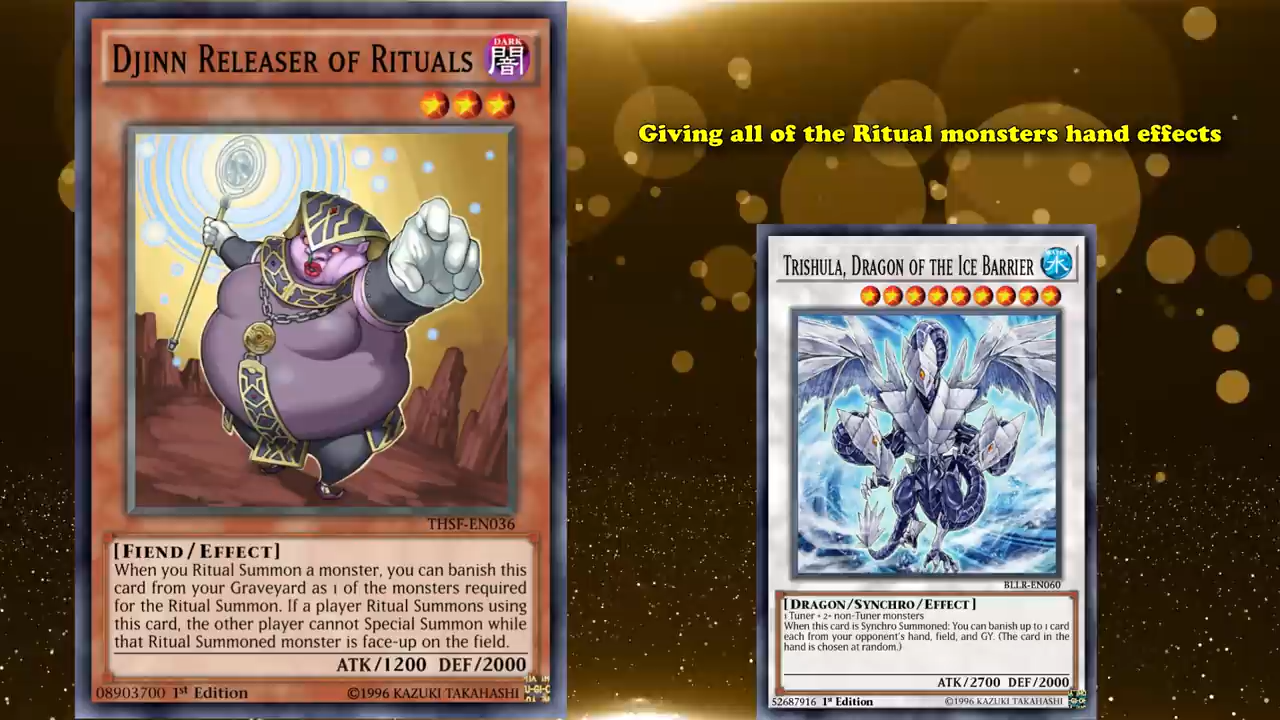 DJINN RELEASER OF RITUALS
DARK
闇
THSF-EN036
[FIEND/EFFECT]
When you Ritual Summon a monster, you can banish this
card from your Graveyard as 1 of the monsters required
for the Ritual Summon. If a player Ritual Summons using
this card, the other player cannot Special Summon while
that Ritual Summoned monster is face-up on the field.
ATK/1200 DEF/2000
08903700 1st Edition
©1996 KAZUKI TAKAHASHI
Giving all of the Ritual monsters hand effects
TRISHULA, DRAGON OF THE ICE BARRIER
WATER
水
BLLR-EN060
[DRAGON/SYNCHRO/EFFECT]
1 Tuner + 2+ non-Tuner monsters
When this card is Synchro Summoned: You can banish up to 1 card
each from your opponent's hand, field, and GY. (The card in the
hand is chosen at random.)
ATK/2700 DEF/2000
52687916 1st Edition
©1996 KAZUKI TAKAHASHI